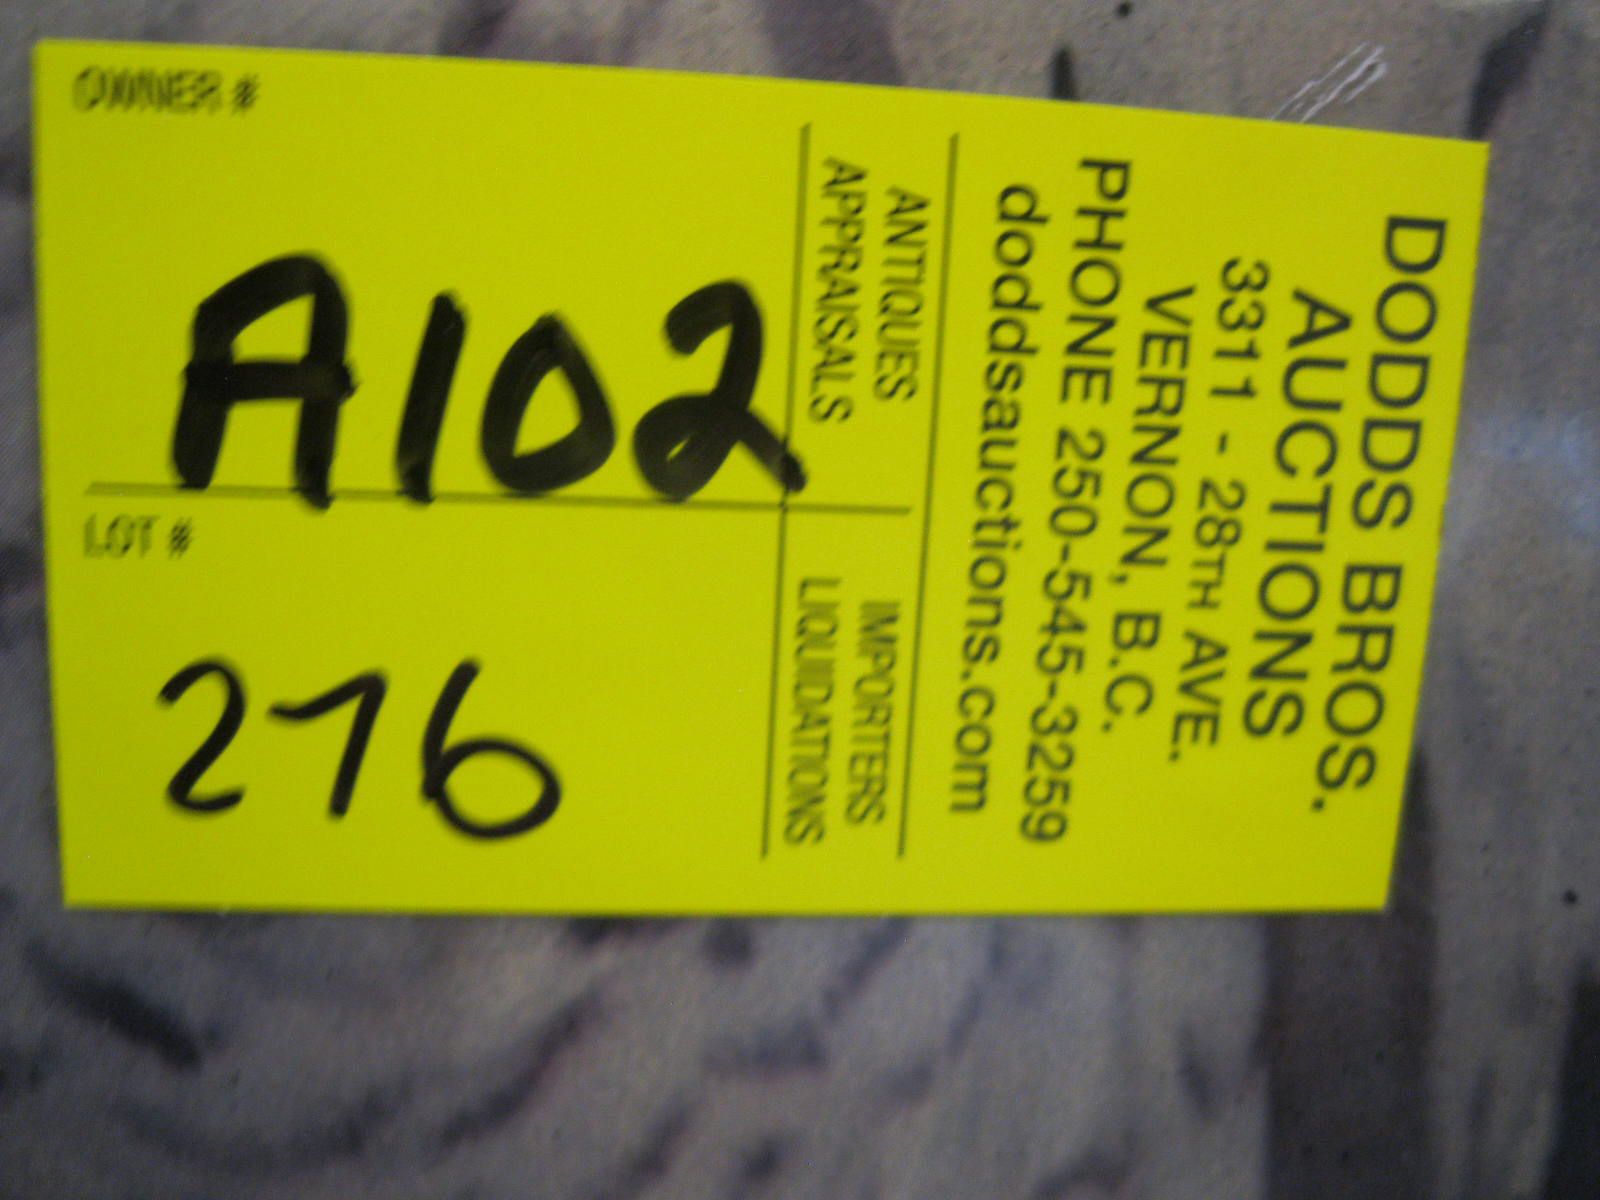 DODDS BROS.
AUCTIONS
3311 - 28TH AVE.
VERNON, B.C.
PHONE 250-545-3259
doddsauctions.com
ANTIQUES
APPRAISALS
IMPORTERS
LIQUIDATIONS
OWNER #
A102
LOT #
276